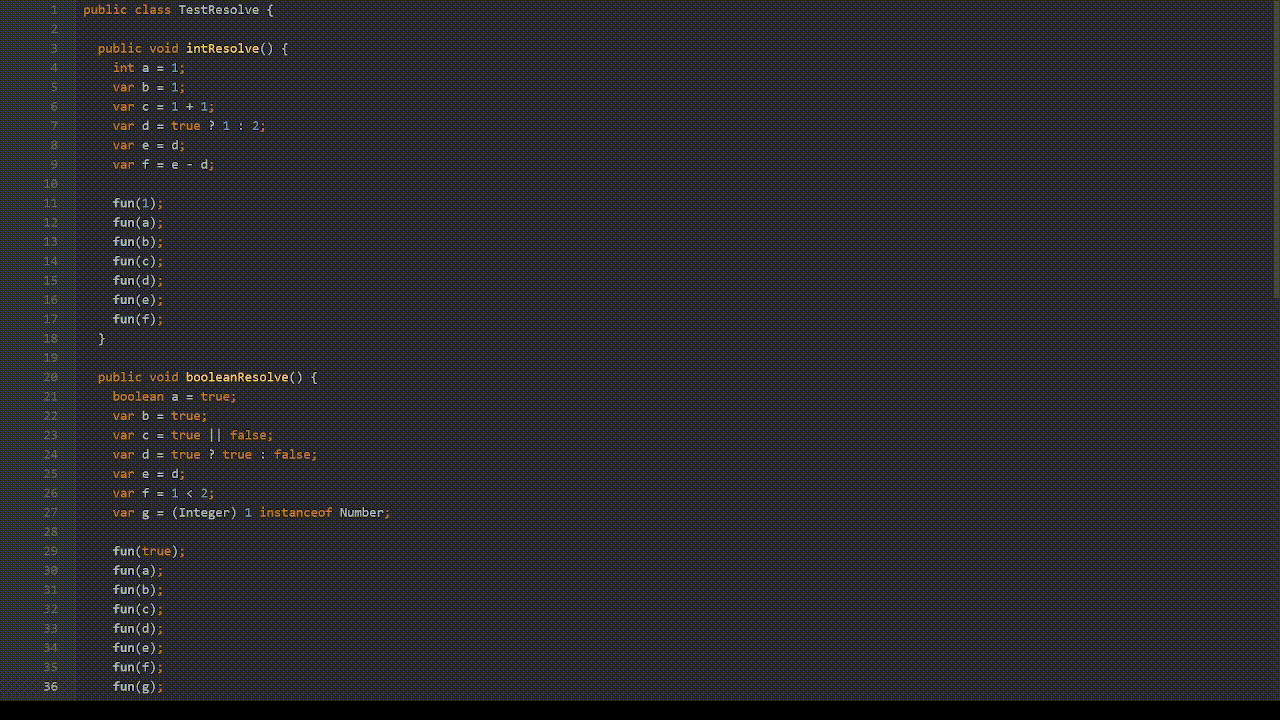 1 public class TestResolve {
2
3 public void intResolve() {
4 int a = 1;
5 var b = 1;
6 var c = 1 + 1;
7 var d = true ? 1 : 2;
8 var e = d;
9 var f = e - d;
10
11 fun(1);
12 fun(a);
13 fun(b);
14 fun(c);
15 fun(d);
16 fun(e);
17 fun(f);
18 }
19
20 public void booleanResolve() {
21 boolean a = true;
22 var b = true;
23 var c = true || false;
24 var d = true ? true : false;
25 var e = d;
26 var f = 1 < 2;
27 var g = (Integer) 1 instanceof Number;
28
29 fun(true);
30 fun(a);
31 fun(b);
32 fun(c);
33 fun(d);
34 fun(e);
35 fun(f);
36 fun(g);